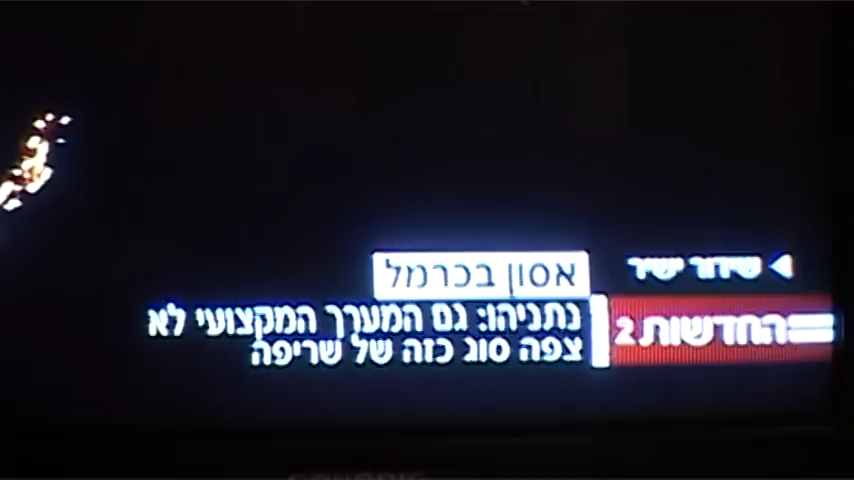 שידור ישיר
החדשות 2
אסון בכרמל
נתניהו: גם המערך המקצועי לא
צפה סוג כזה של שריפה